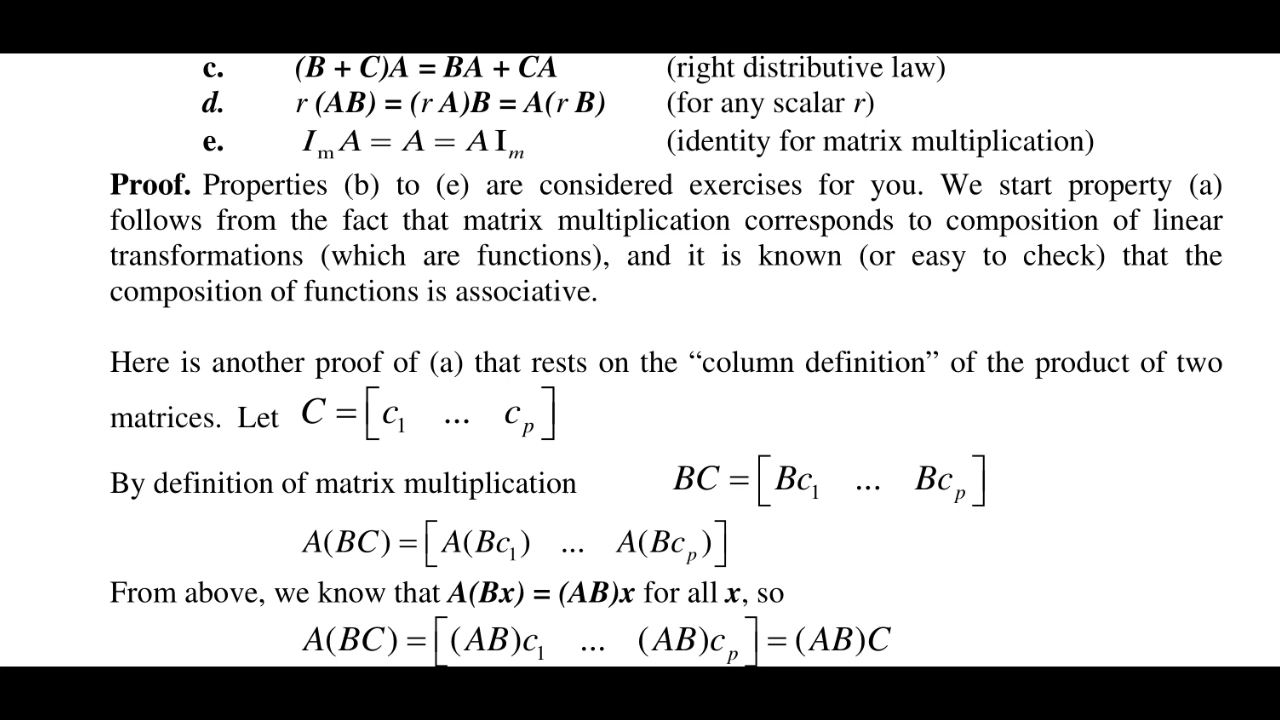 c. (B + C)A = BA + CA (right distributive law)
d. r (AB) = (r A)B = A(r B) (for any scalar r)
e. I_m A = A = A I_m (identity for matrix multiplication)
Proof. Properties (b) to (e) are considered exercises for you. We start property (a)
follows from the fact that matrix multiplication corresponds to composition of linear
transformations (which are functions), and it is known (or easy to check) that the
composition of functions is associative.
Here is another proof of (a) that rests on the “column definition” of the product of two
matrices. Let C = [c_1 ... c_p]
By definition of matrix multiplication BC = [Bc_1 ... Bc_p]
A(BC) = [A(Bc_1) ... A(Bc_p)]
From above, we know that A(Bx) = (AB)x for all x, so
A(BC) = [(AB)c_1 ... (AB)c_p] = (AB)C